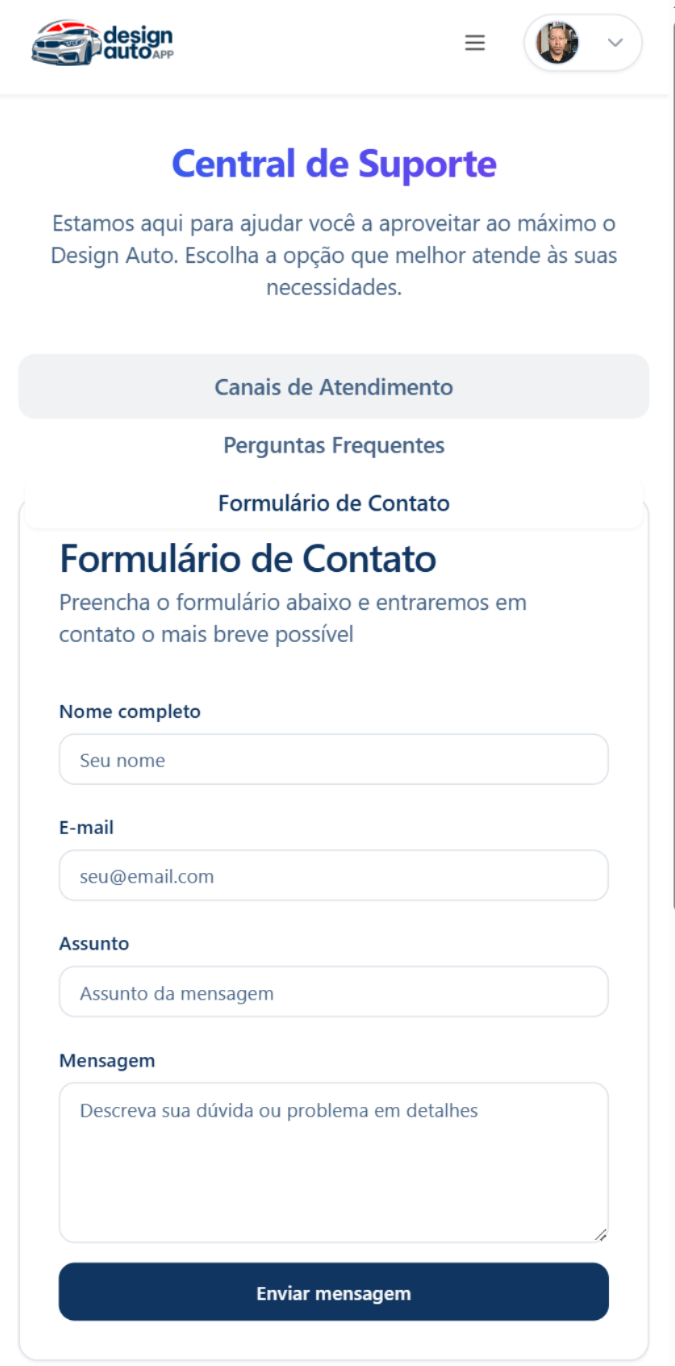 design
auto APP
Central de Suporte
Estamos aqui para ajudar você a aproveitar ao máximo o
Design Auto. Escolha a opção que melhor atende às suas
necessidades.
Canais de Atendimento
Perguntas Frequentes
Formulário de Contato
Formulário de Contato
Preencha o formulário abaixo e entraremos em
contato o mais breve possível
Nome completo
Seu nome
E-mail
seu@email.com
Assunto
Assunto da mensagem
Mensagem
Descreva sua dúvida ou problema em detalhes
Enviar mensagem